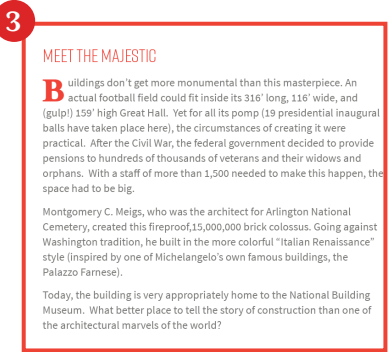 3
MEET THE MAJESTIC
Buildings don't get more monumental than this masterpiece. An
actual football field could fit inside its 316' long, 116' wide, and
(gulp!) 159' high Great Hall. Yet for all its pomp (19 presidential inaugural
balls have taken place here), the circumstances of creating it were
practical. After the Civil War, the federal government decided to provide
pensions to hundreds of thousands of veterans and their widows and
orphans. With a staff of more than 1,500 needed to make this happen, the
space had to be big.
Montgomery C. Meigs, who was the architect for Arlington National
Cemetery, created this fireproof,15,000,000 brick colossus. Going against
Washington tradition, he built in the more colorful “Italian Renaissance”
style (inspired by one of Michelangelo's own famous buildings, the
Palazzo Farnese).
Today, the building is very appropriately home to the National Building
Museum. What better place to tell the story of construction than one of
the architectural marvels of the world?